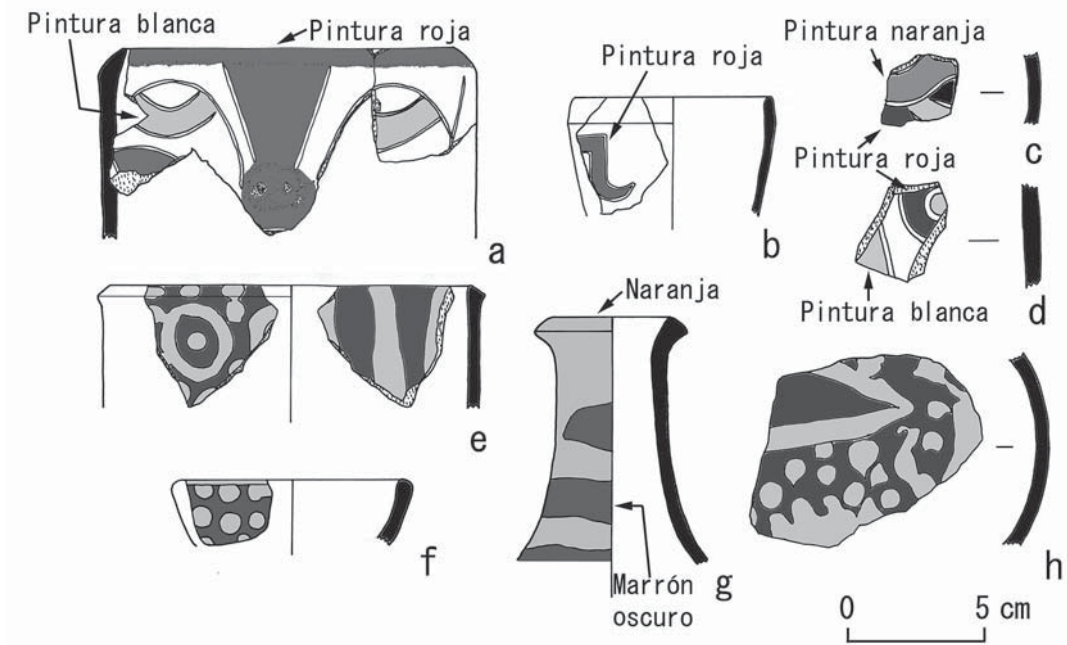 Pintura blanca
Pintura roja
a
Pintura roja
b
Pintura naranja
c
Pintura roja
d
Pintura blanca
e
f
Naranja
g
Marrón
oscuro
h
0
5 cm